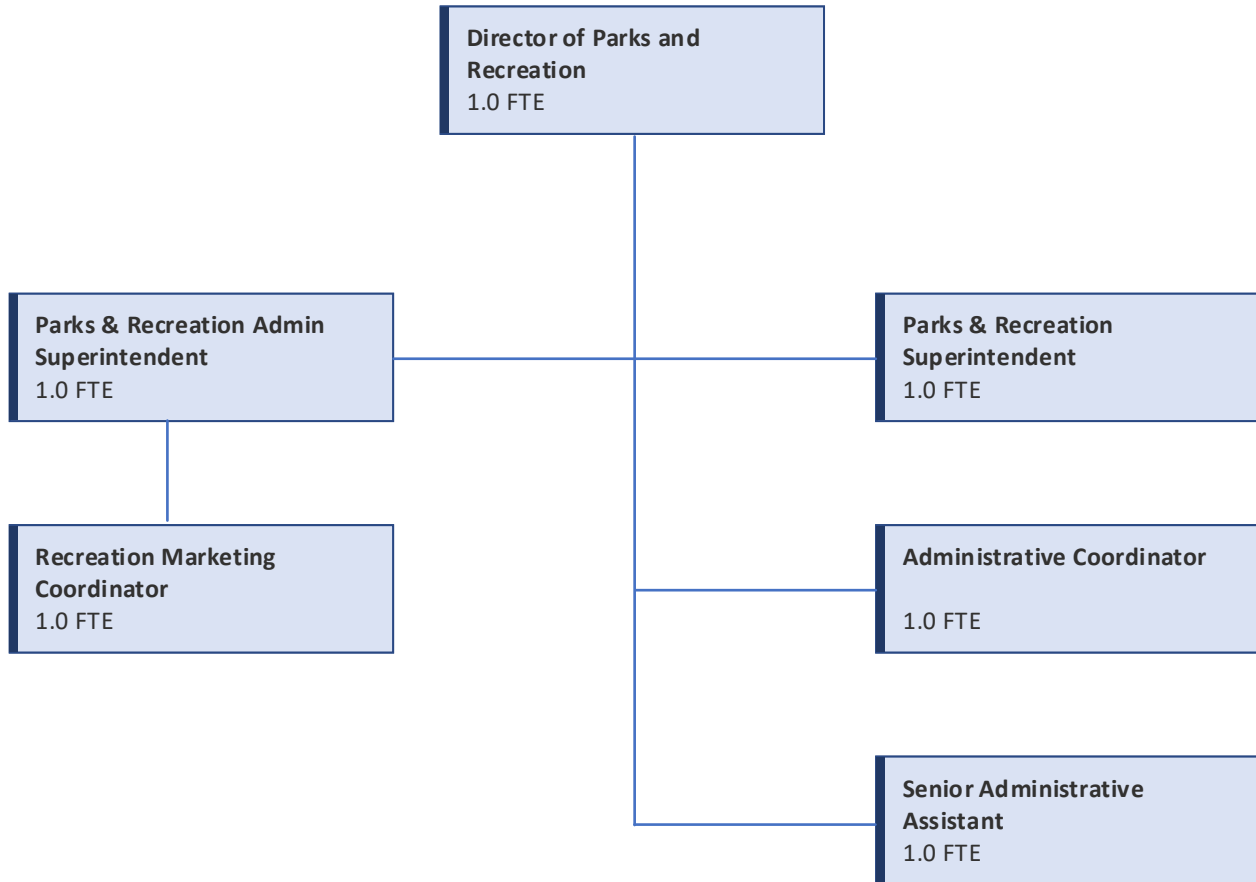 Director of Parks and
Recreation
1.0 FTE
Parks & Recreation Admin
Superintendent
1.0 FTE
Parks & Recreation
Superintendent
1.0 FTE
Recreation Marketing
Coordinator
1.0 FTE
Administrative Coordinator
1.0 FTE
Senior Administrative
Assistant
1.0 FTE